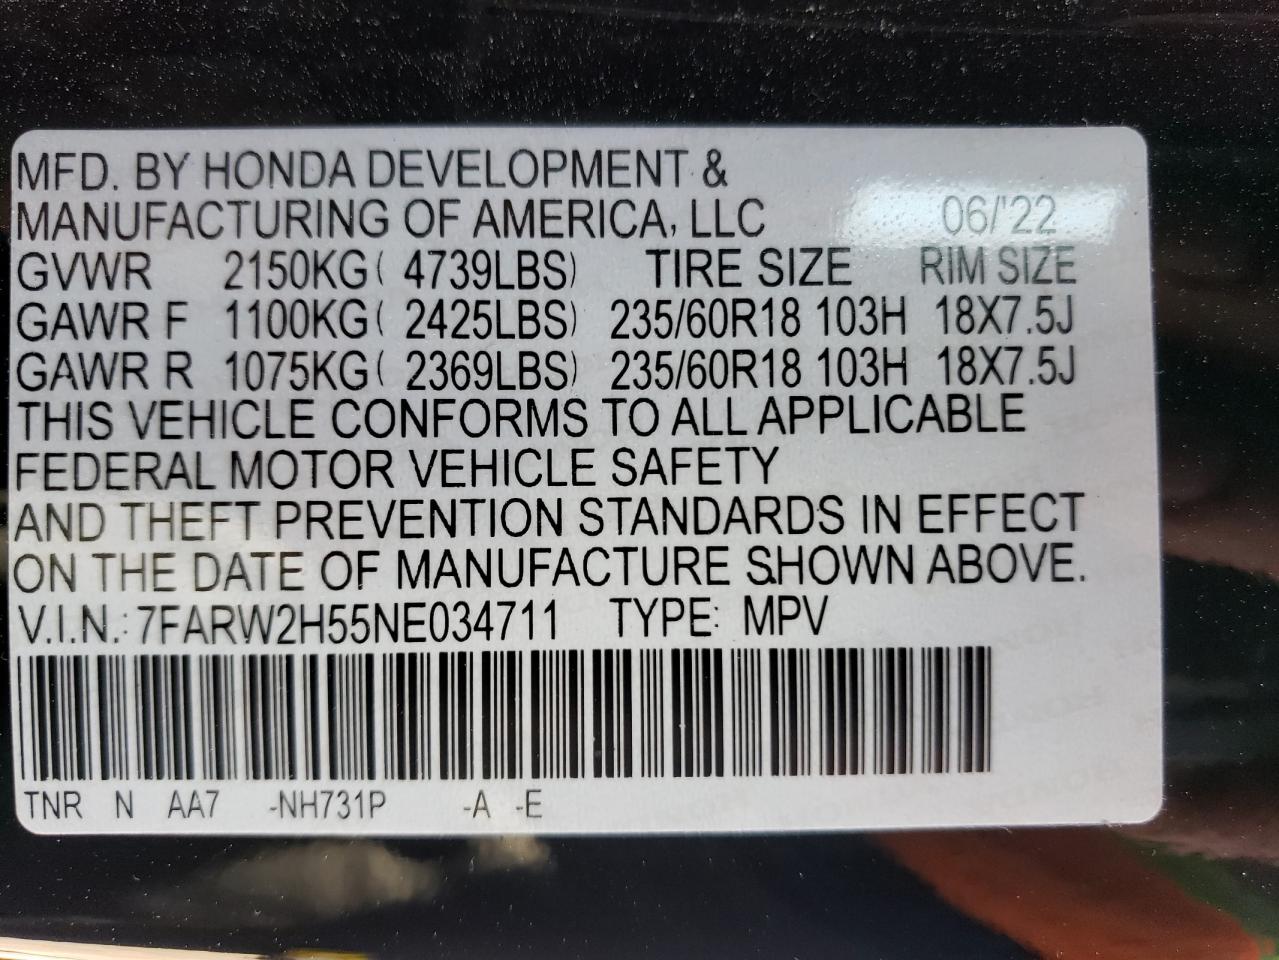 MFD. BY HONDA DEVELOPMENT &
MANUFACTURING OF AMERICA, LLC 06/'22
GVWR 2150KG( 4739LBS) TIRE SIZE RIM SIZE
GAWR F 1100KG( 2425LBS) 235/60R18 103H 18X7.5J
GAWR R 1075KG( 2369LBS) 235/60R18 103H 18X7.5J
THIS VEHICLE CONFORMS TO ALL APPLICABLE
FEDERAL MOTOR VEHICLE SAFETY
AND THEFT PREVENTION STANDARDS IN EFFECT
ON THE DATE OF MANUFACTURE SHOWN ABOVE.
V.I.N.: 7FARW2H55NE034711 TYPE: MPV
TNR N AA7 -NH731P -A -E